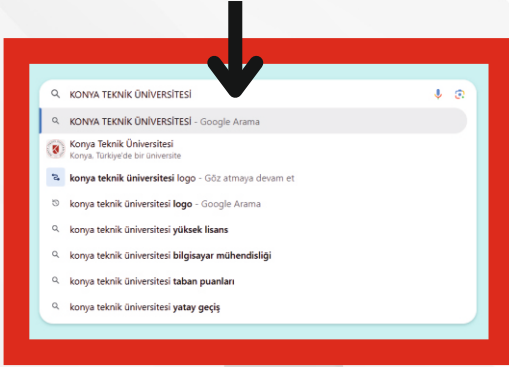 KONYA TEKNİK ÜNİVERSİTESİ
KONYA TEKNİK ÜNİVERSİTESİ - Google Arama
Konya Teknik Üniversitesi
Konya, Türkiye'de bir üniversite
konya teknik üniversitesi logo - Göz atmaya devam et
konya teknik üniversitesi logo - Google Arama
konya teknik üniversitesi yüksek lisans
konya teknik üniversitesi bilgisayar mühendisliği
konya teknik üniversitesi taban puanları
konya teknik üniversitesi yatay geçiş